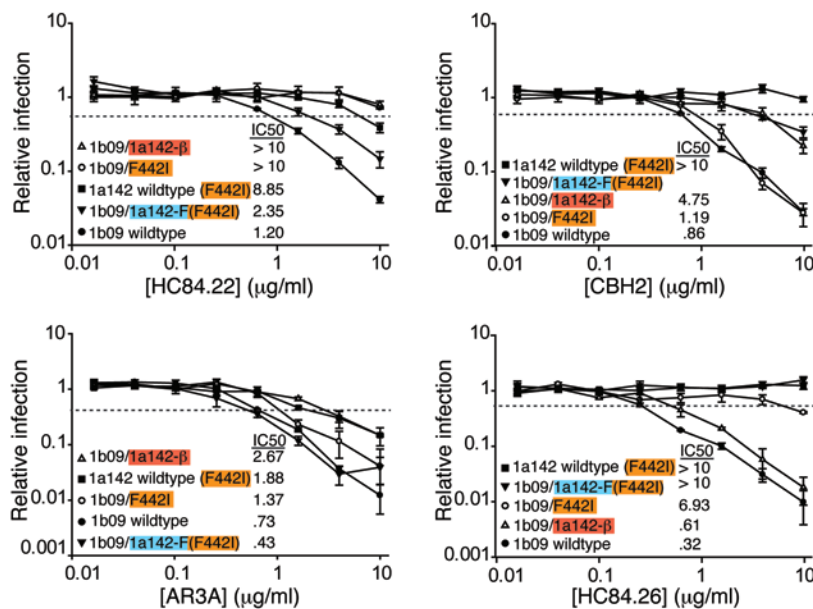 Relative infection
10
1
0.1
0.01
IC50
1b09/1a142-β > 10
1b09/F442I > 10
1a142 wildtype (F442I) 8.85
1b09/1a142-F(F442I) 2.35
1b09 wildtype 1.20
0.01 0.1 1 10
[HC84.22] (μg/ml)
Relative infection
10
1
0.1
0.01
IC50
1a142 wildtype (F442I) > 10
1b09/1a142-F(F442I)
1b09/1a142-β 4.75
1b09/F442I 1.19
1b09 wildtype .86
0.01 0.1 1 10
[CBH2] (μg/ml)
Relative infection
10
1
0.1
0.01
0.001
IC50
1b09/1a142-β 2.67
1a142 wildtype (F442I) 1.88
1b09/F442I 1.37
1b09 wildtype .73
1b09/1a142-F(F442I) .43
0.01 0.1 1 10
[AR3A] (μg/ml)
Relative infection
10
1
0.1
0.01
0.001
IC50
1a142 wildtype (F442I) > 10
1b09/1a142-F(F442I) > 10
1b09/F442I 6.93
1b09/1a142-β .61
1b09 wildtype .32
0.01 0.1 1 10
[HC84.26] (μg/ml)